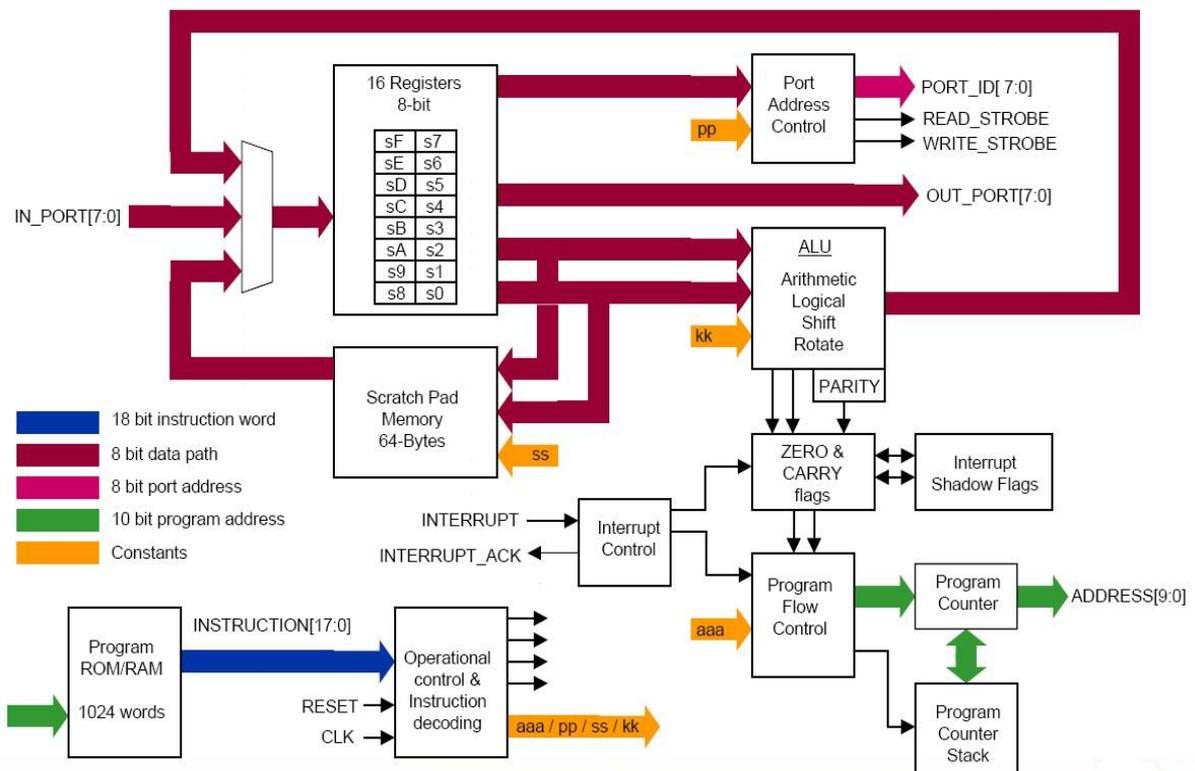 16 Registers
8-bit
sF s7
sE s6
sD s5
sC s4
sB s3
sA s2
s9 s1
s8 s0
IN_PORT[7:0]
Port
Address
Control
pp
PORT_ID[ 7:0]
READ_STROBE
WRITE_STROBE
OUT_PORT[7:0]
ALU
Arithmetic
Logical
Shift
Rotate
kk
PARITY
Scratch Pad
Memory
64-Bytes
ss
18 bit instruction word
8 bit data path
8 bit port address
10 bit program address
Constants
ZERO &
CARRY
flags
Interrupt
Shadow Flags
INTERRUPT
INTERRUPT_ACK
Interrupt
Control
Program
Flow
Control
aaa
Program
Counter
ADDRESS[9:0]
Program
Counter
Stack
Program
ROM/RAM
1024 words
INSTRUCTION[17:0]
RESET
CLK
Operational
control &
Instruction
decoding
aaa / pp / ss / kk